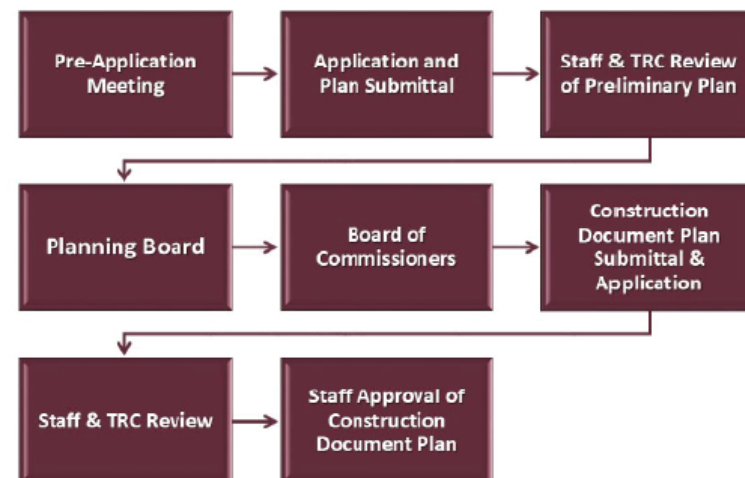 Pre-Application
Meeting
Application and
Plan Submittal
Staff & TRC Review
of Preliminary Plan
Planning Board
Board of
Commissioners
Construction
Document Plan
Submittal &
Application
Staff & TRC Review
Staff Approval of
Construction
Document Plan